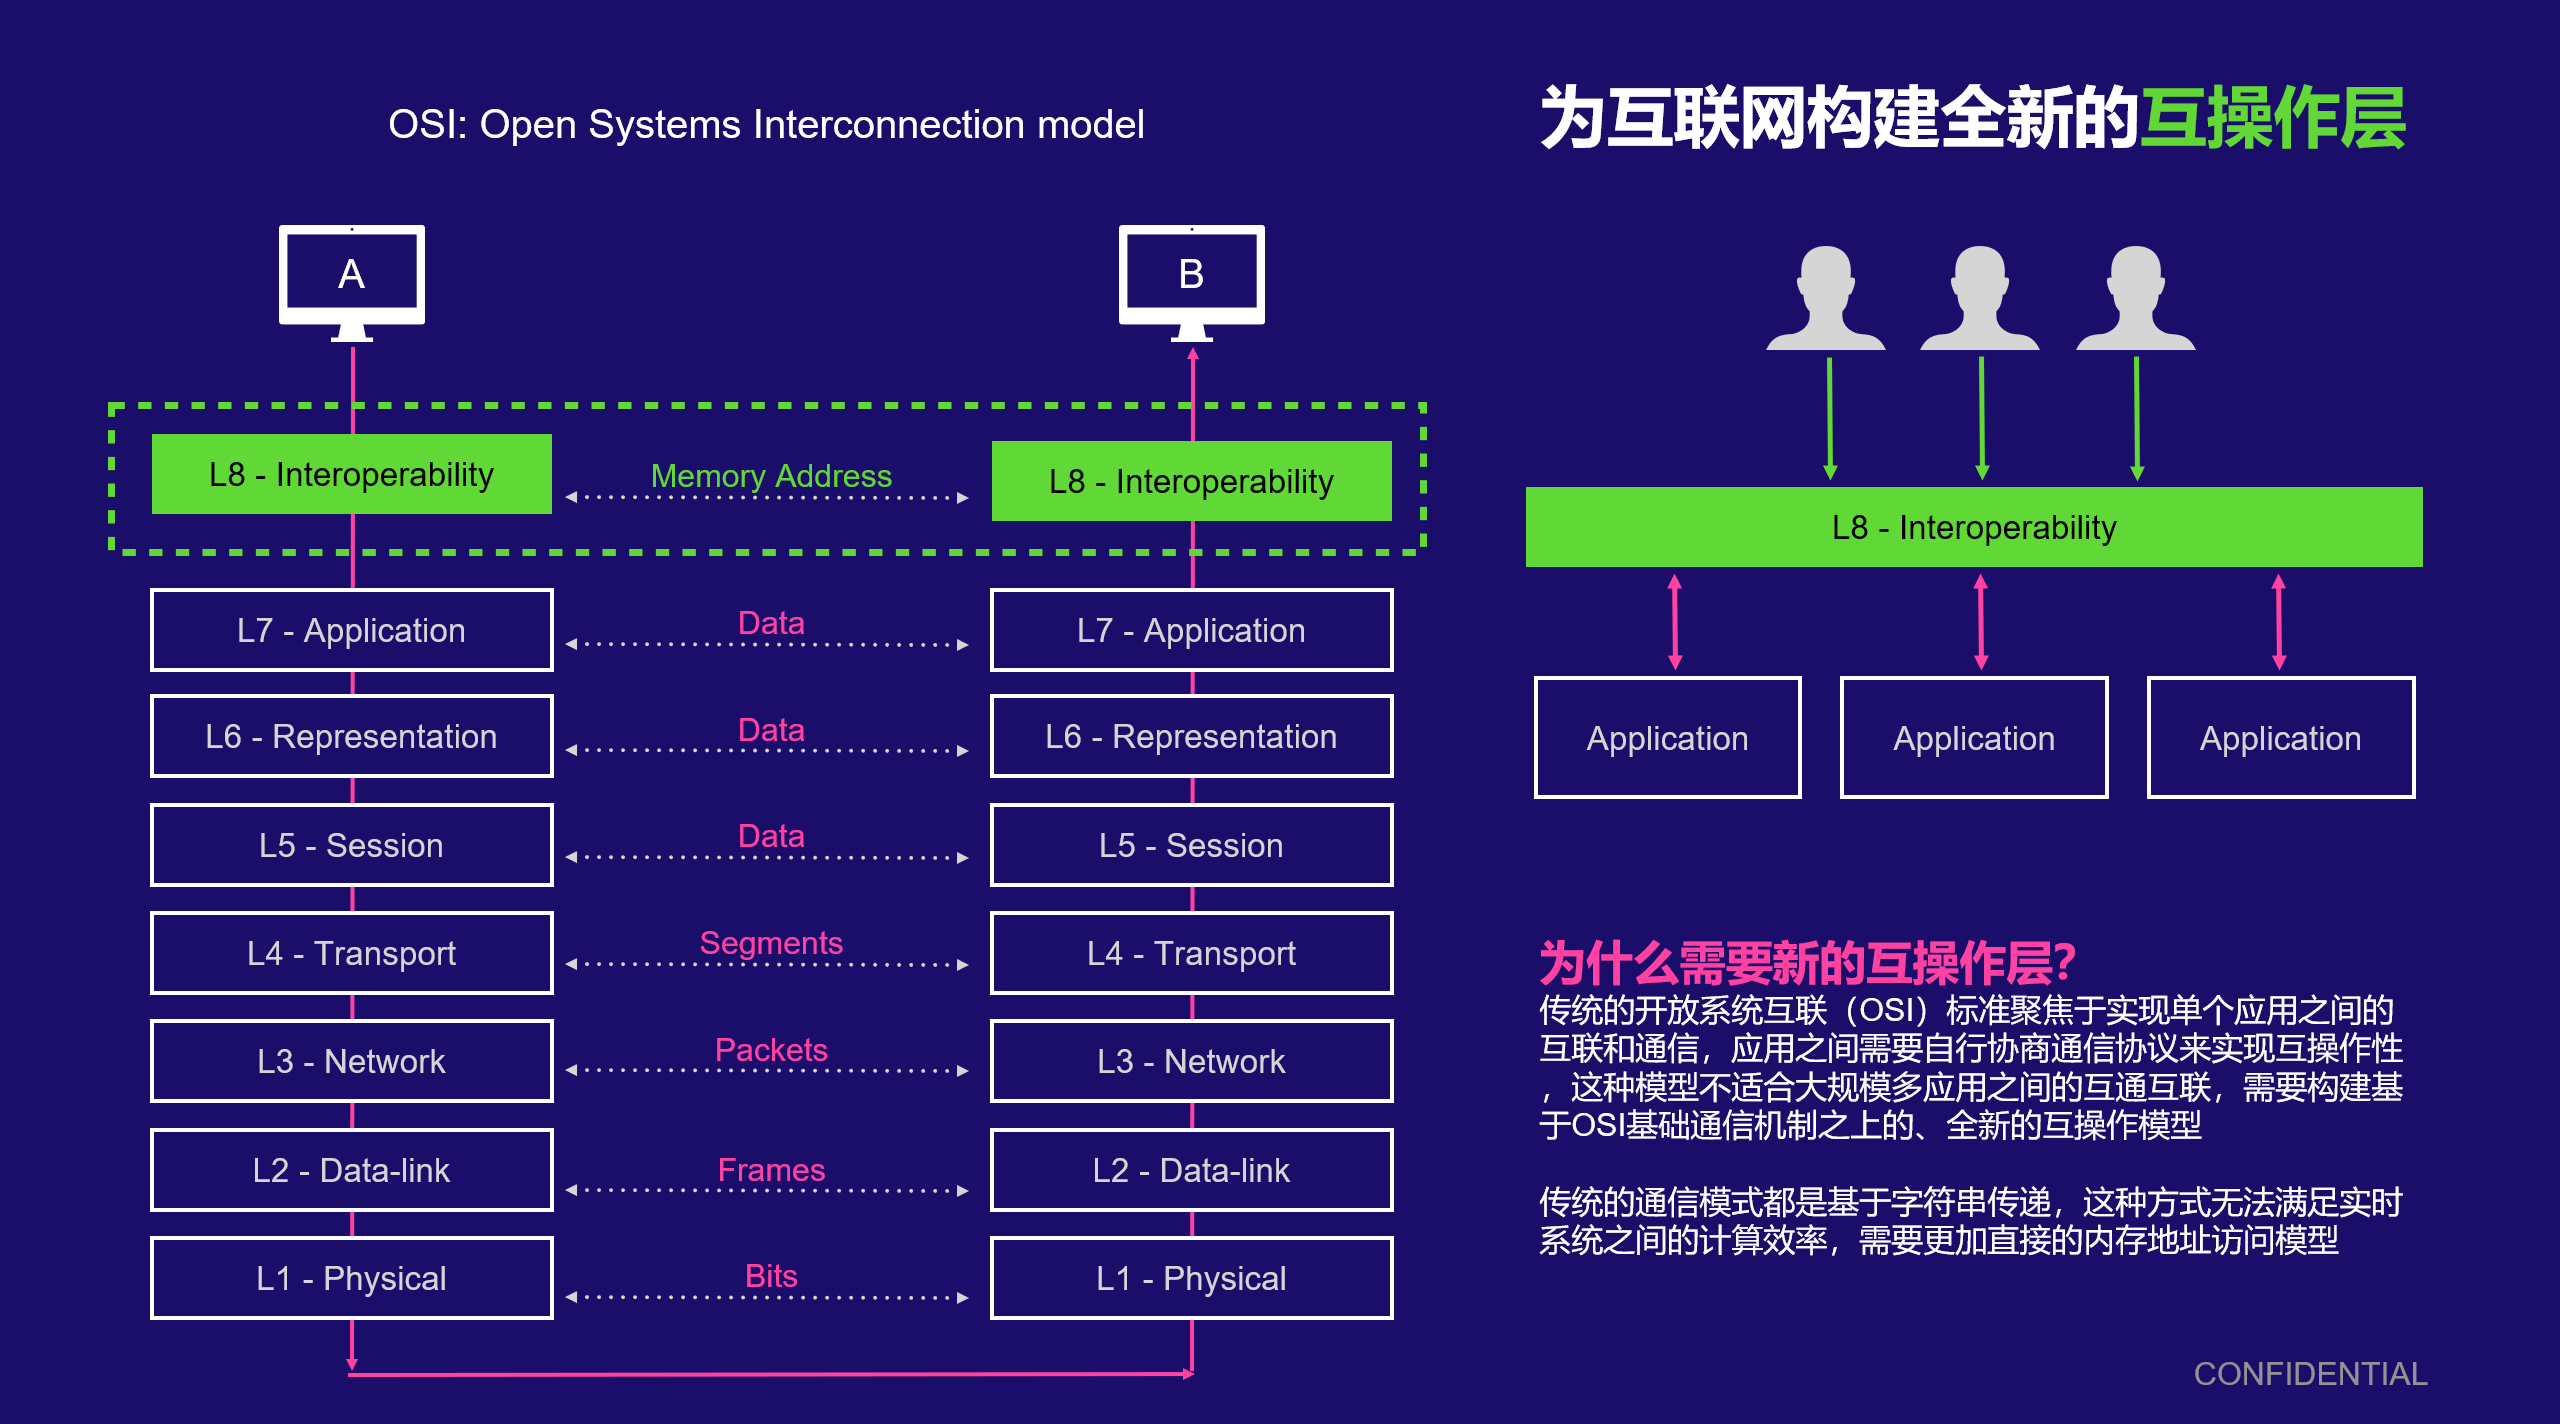 OSI: Open Systems Interconnection model
A
B
L8 - Interoperability
Memory Address
L8 - Interoperability
L7 - Application
Data
L7 - Application
L6 - Representation
Data
L6 - Representation
L5 - Session
Data
L5 - Session
L4 - Transport
Segments
L4 - Transport
L3 - Network
Packets
L3 - Network
L2 - Data-link
Frames
L2 - Data-link
L1 - Physical
Bits
L1 - Physical
为互联网构建全新的互操作层
L8 - Interoperability
Application
Application
Application
为什么需要新的互操作层?
传统的开放系统互联（OSI）标准聚焦于实现单个应用之间的
互联和通信，应用之间需要自行协商通信协议来实现互操作性
，这种模型不适合大规模多应用之间的互通互联，需要构建基
于OSI基础通信机制之上的、全新的互操作模型
传统的通信模式都是基于字符串传递，这种方式无法满足实时
系统之间的计算效率，需要更加直接的内存地址访问模型
CONFIDENTIAL